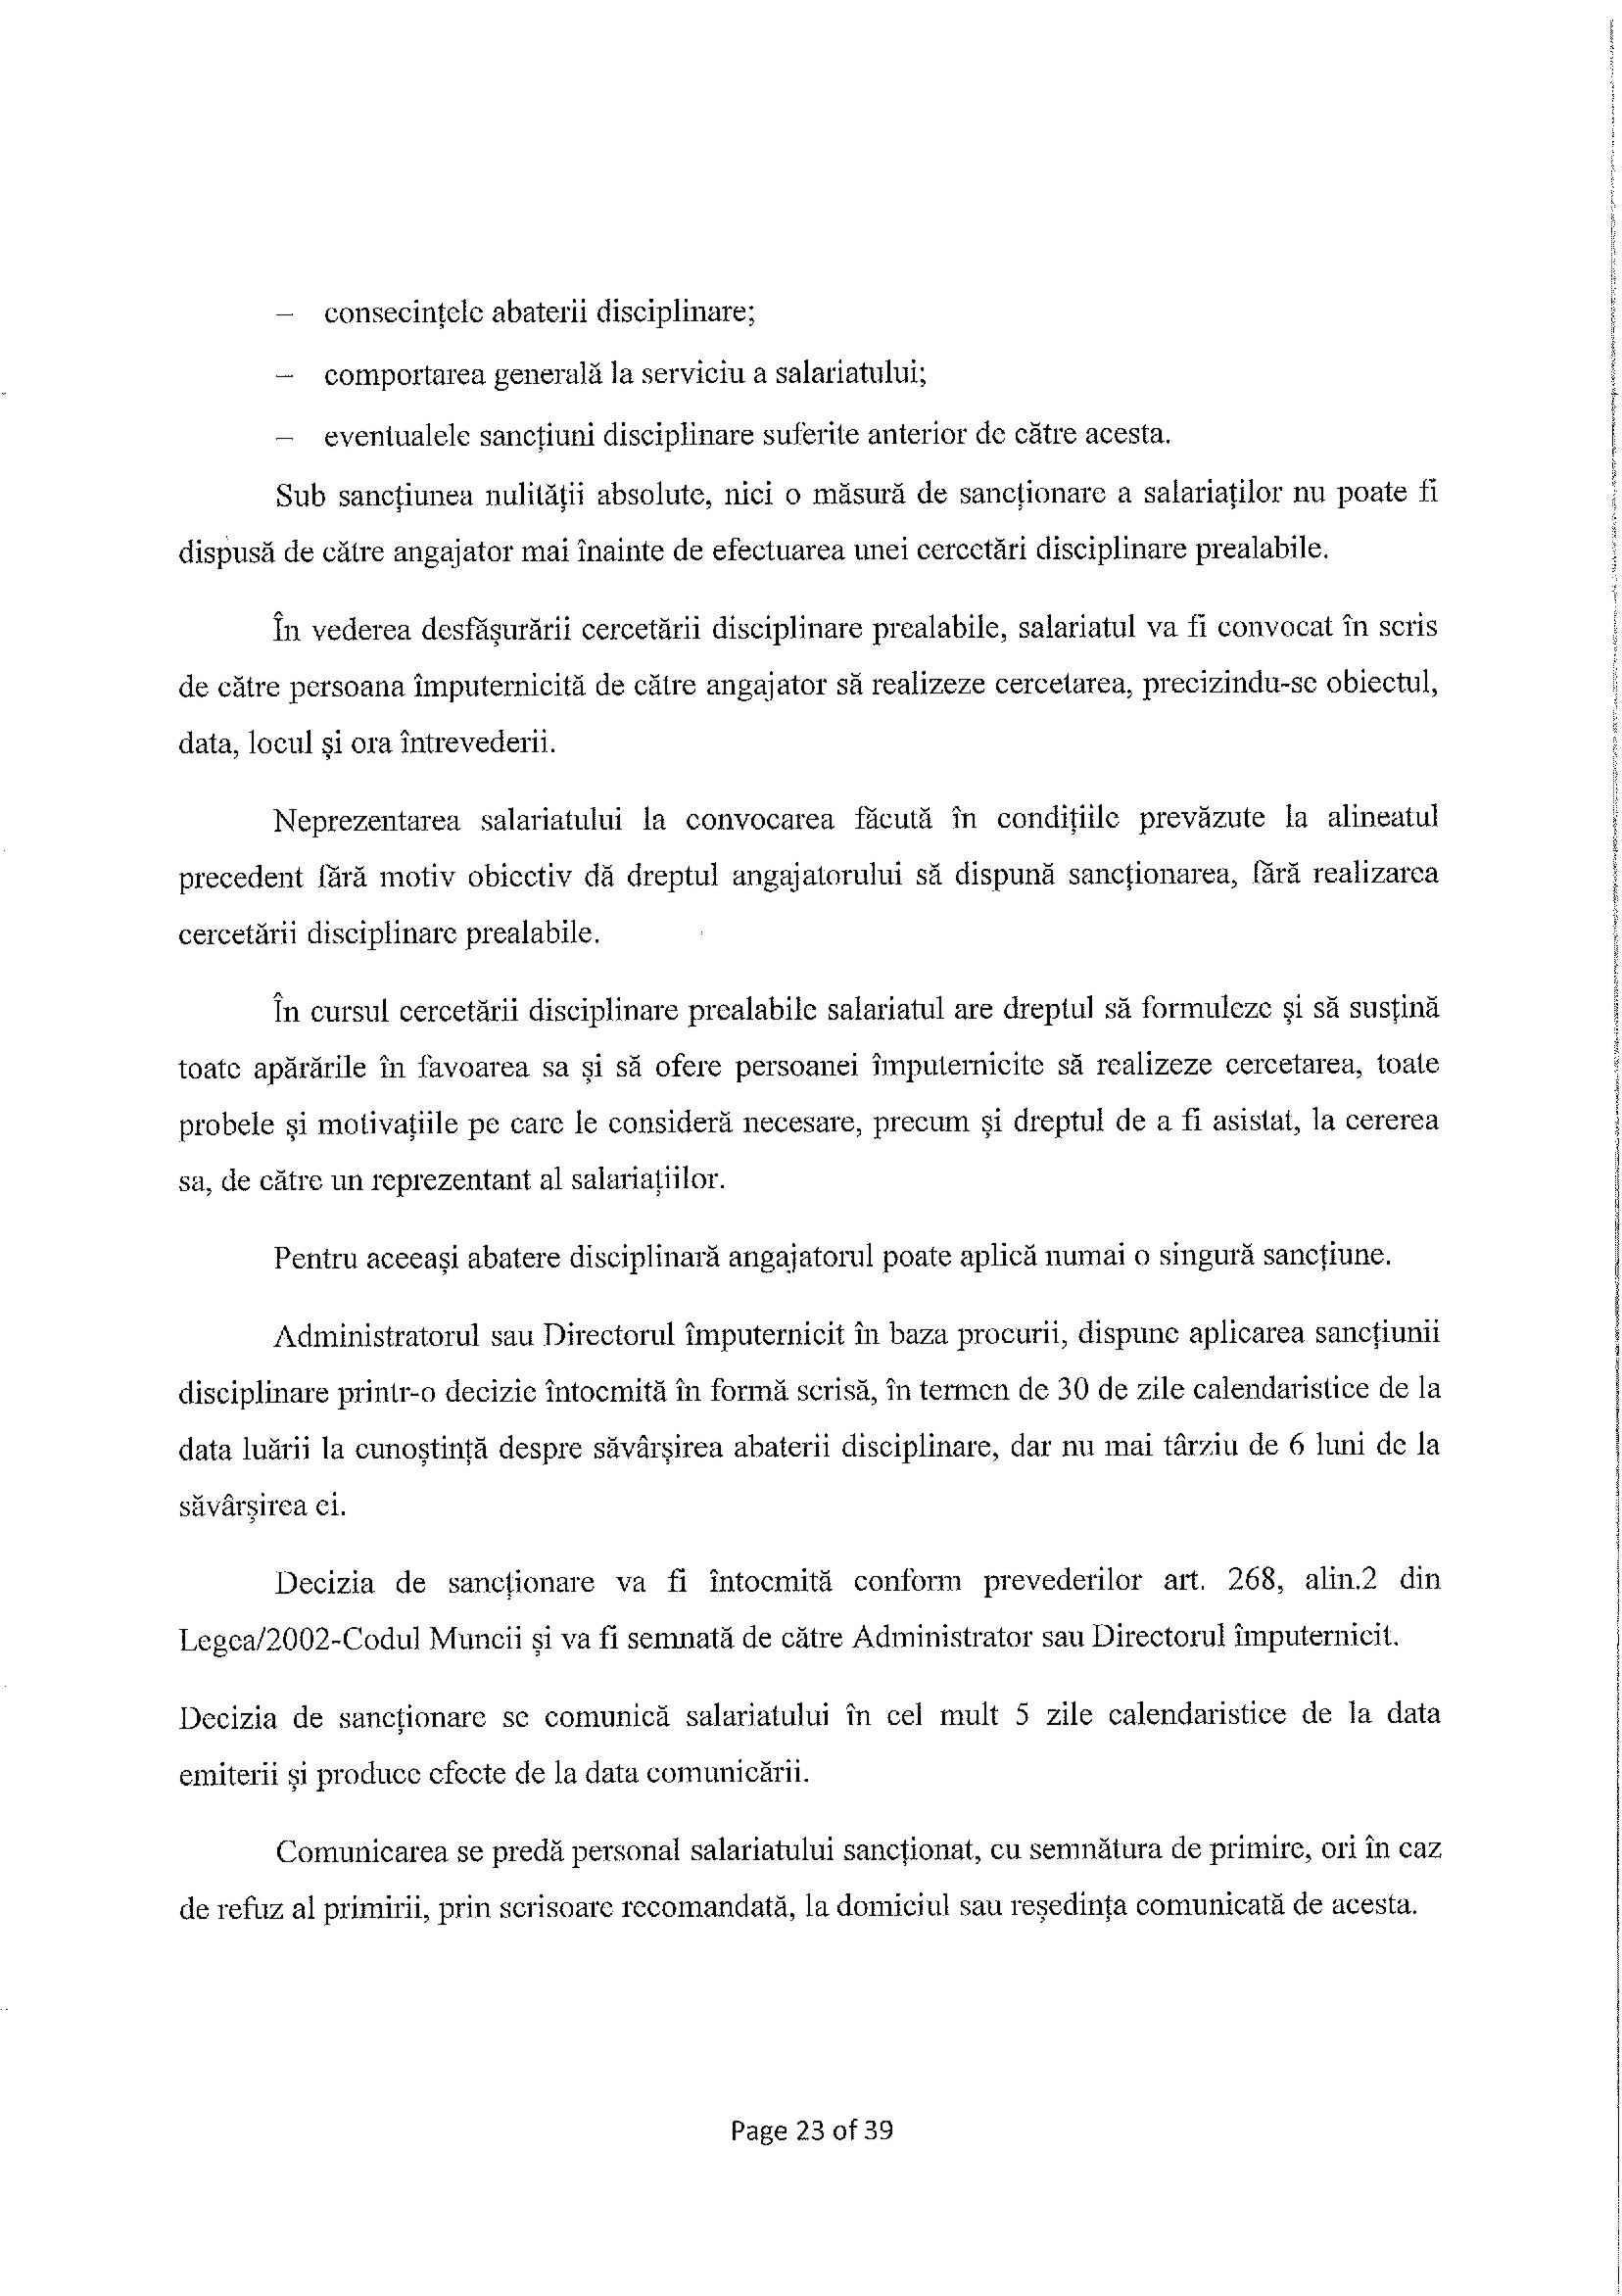 – consecințele abaterii disciplinare;
– comportarea generală la serviciu a salariatului;
– eventualele sancțiuni disciplinare suferite anterior de către acesta.
Sub sancțiunea nulității absolute, nici o măsură de sancționare a salariaților nu poate fi
dispusă de către angajator mai înainte de efectuarea unei cercetări disciplinare prealabile.
În vederea desfășurării cercetării disciplinare prealabile, salariatul va fi convocat în scris
de către persoana împuternicită de către angajator să realizeze cercetarea, precizindu-se obiectul,
data, locul și ora întrevederii.
Neprezentarea salariatului la convocarea făcută în condițiile prevăzute la alineatul
precedent fără motiv obiectiv dă dreptul angajatorului să dispună sancționarea, fără realizarea
cercetării disciplinare prealabile.
În cursul cercetării disciplinare prealabile salariatul are dreptul să formuleze și să susțină
toate apărările în favoarea sa și să ofere persoanei împuternicite să realizeze cercetarea, toate
probele și motivațiile pe care le consideră necesare, precum și dreptul de a fi asistat, la cererea
sa, de către un reprezentant al salariațiilor.
Pentru aceeași abatere disciplinară angajatorul poate aplică numai o singură sancțiune.
Administratorul sau Directorul împuternicit în baza procurii, dispune aplicarea sancțiunii
disciplinare printr-o decizie întocmită în formă scrisă, în termen de 30 de zile calendaristice de la
data luării la cunoștință despre săvârșirea abaterii disciplinare, dar nu mai târziu de 6 luni de la
săvârșirea ei.
Decizia de sancționare va fi întocmită conform prevederilor art. 268, alin.2 din
Legea/2002-Codul Muncii și va fi semnată de către Administrator sau Directorul împuternicit.
Decizia de sancționare se comunică salariatului în cel mult 5 zile calendaristice de la data
emiterii și produce efecte de la data comunicării.
Comunicarea se predă personal salariatului sancționat, cu semnătura de primire, ori în caz
de refuz al primirii, prin scrisoare recomandată, la domiciul sau reședința comunicată de acesta.
Page 23 of 39